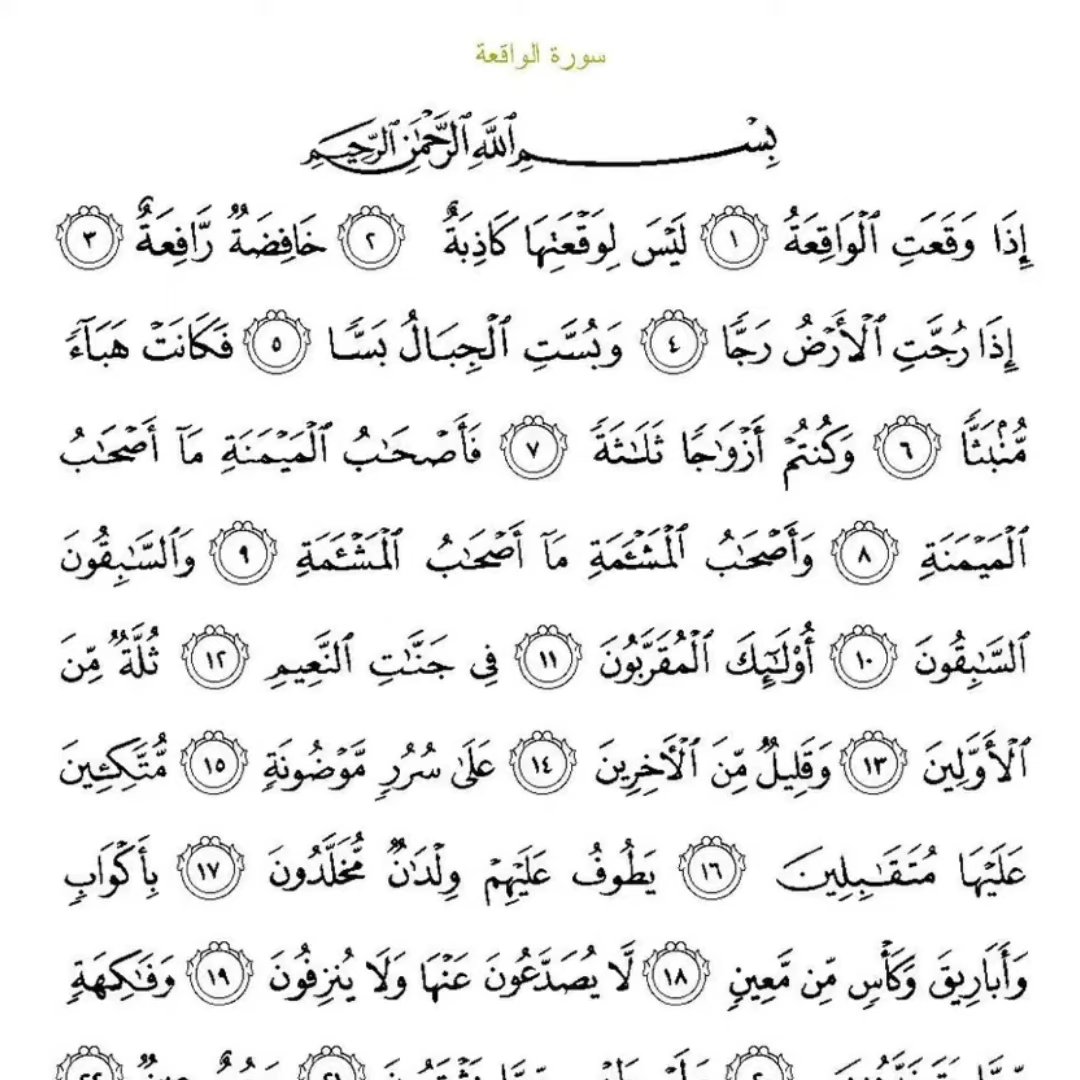 سورة الواقعة
بِسْمِ ٱللَّهِ ٱلرَّحْمَٰنِ ٱلرَّحِيمِ
إِذَا وَقَعَتِ ٱلْوَاقِعَةُ ١ لَيْسَ لِوَقْعَتِهَا كَاذِبَةٌ ٢ خَافِضَةٌ رَّافِعَةٌ ٣
إِذَا رُجَّتِ ٱلْأَرْضُ رَجًّا ٤ وَبُسَّتِ ٱلْجِبَالُ بَسًّا ٥ فَكَانَتْ هَبَآءً
مُّنۢبَثًّا ٦ وَكُنتُمْ أَزْوَٰجًا ثَلَٰثَةً ٧ فَأَصْحَٰبُ ٱلْمَيْمَنَةِ مَآ أَصْحَٰبُ
ٱلْمَيْمَنَةِ ٨ وَأَصْحَٰبُ ٱلْمَشْـَٔمَةِ مَآ أَصْحَٰبُ ٱلْمَشْـَٔمَةِ ٩ وَٱلسَّٰبِقُونَ
ٱلسَّٰبِقُونَ ١٠ أُو۟لَٰٓئِكَ ٱلْمُقَرَّبُونَ ١١ فِى جَنَّٰتِ ٱلنَّعِيمِ ١٢ ثُلَّةٌ مِّنَ
ٱلْأَوَّلِينَ ١٣ وَقَلِيلٌ مِّنَ ٱلْـَٔاخِرِينَ ١٤ عَلَىٰ سُرُرٍ مَّوْضُونَةٍ ١٥ مُّتَّكِـِٔينَ
عَلَيْهَا مُتَقَٰبِلِينَ ١٦ يَطُوفُ عَلَيْهِمْ وِلْدَٰنٌ مُّخَلَّدُونَ ١٧ بِأَكْوَابٍ
وَأَبَارِيقَ وَكَأْسٍ مِّن مَّعِينٍ ١٨ لَّا يُصَدَّعُونَ عَنْهَا وَلَا يُنزِفُونَ ١٩ وَفَٰكِهَةٍ